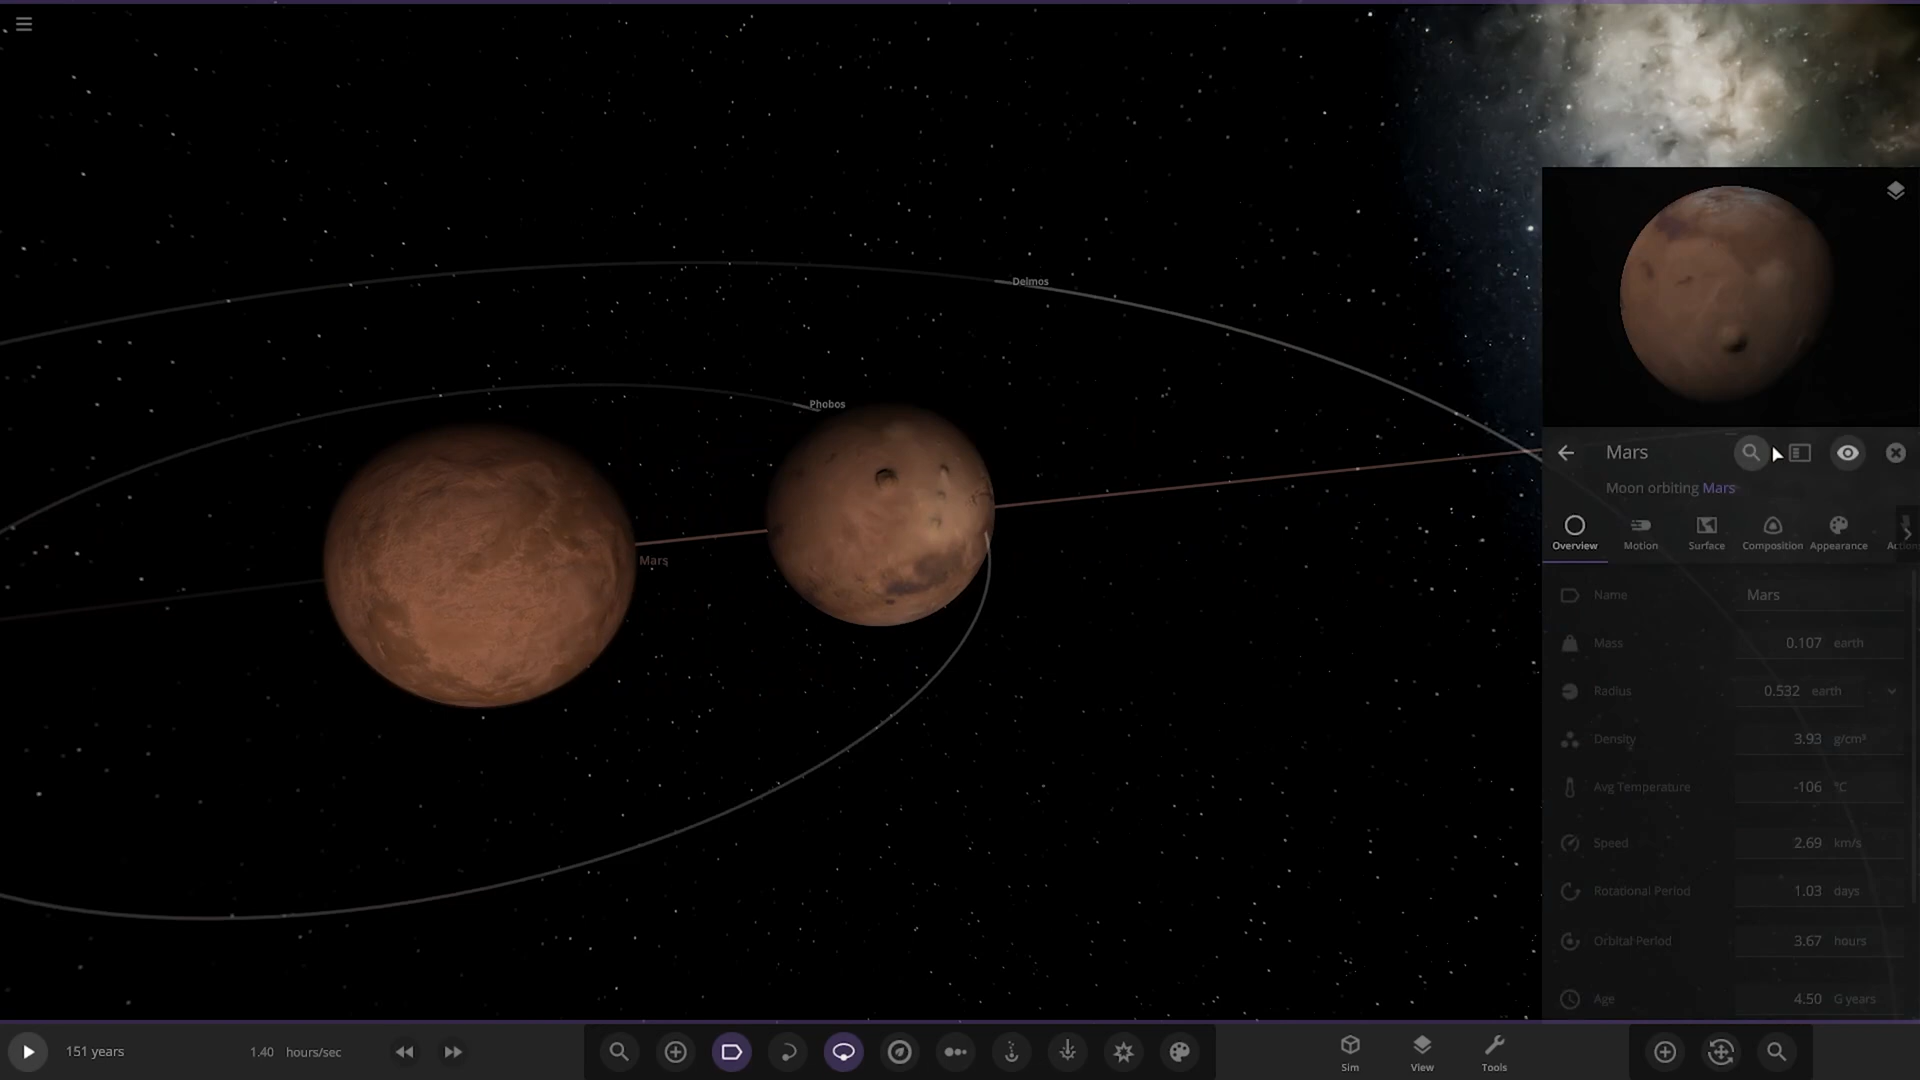 Deimos
Phobos
Mars
Mars
Moon orbiting Mars
Overview Motion Surface Composition Appearance
Name Mars
Mass 0.107 earth
Radius 0.532 earth
Density 3.93 g/cm³
Avg Temperature -106 °C
Speed 2.69 km/s
Rotational Period 1.03 days
Orbital Period 3.67 hours
Age 4.50 G years
151 years 1.40 hours/sec Sim View Tools